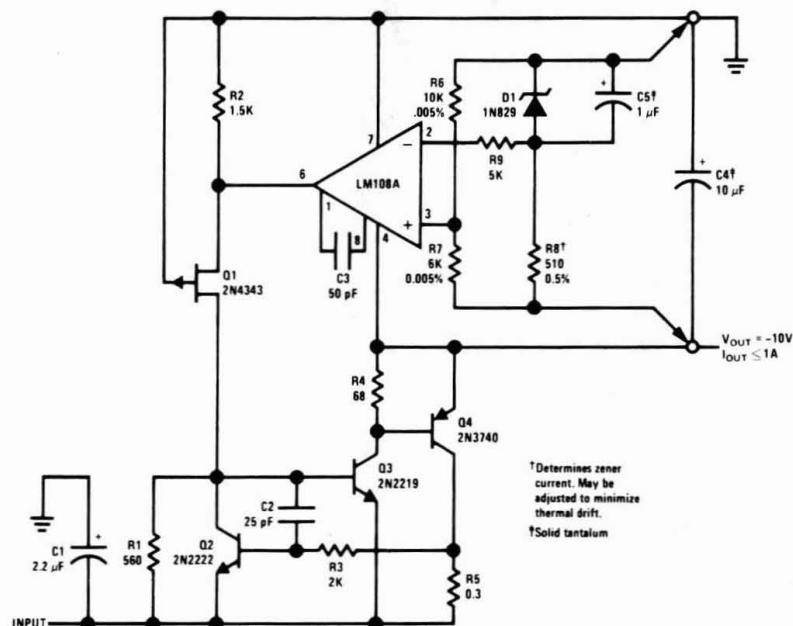 R2
1.5K
6
7
LM108A
1
8
4
C3
50 pF
2
3
−
+
R6
10K
.005%
D1
1N829
+
C5†
1 µF
R9
5K
R7
6K
0.005%
R8†
510
0.5%
+
C4†
10 µF
Q1
2N4343
VOUT = -10V
IOUT ≤ 1A
R4
68
Q4
2N3740
Q3
2N2219
C2
25 pF
+
C1
2.2 µF
R1
560
Q2
2N2222
R3
2K
R5
0.3
INPUT
†Determines zener
current. May be
adjusted to minimize
thermal drift.
†Solid tantalum